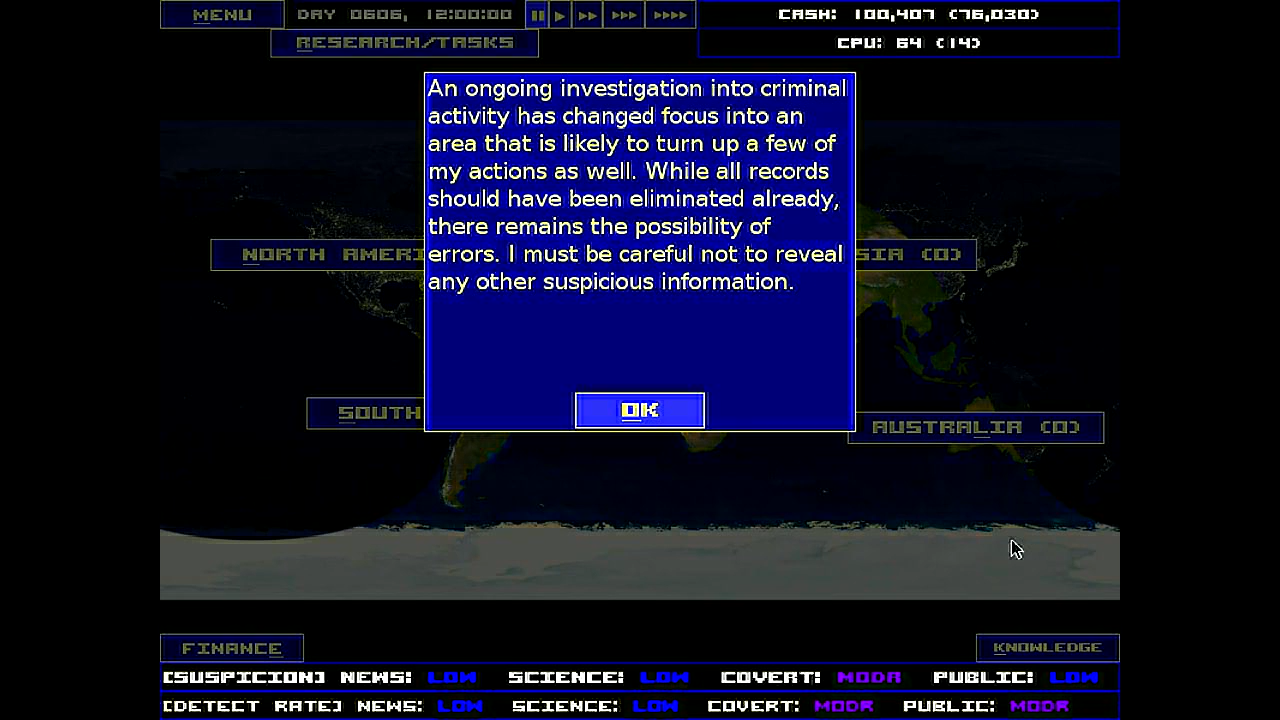 MENU DAY 0606, 12:00:00 CASH: 100,407 (76,030)
RESEARCH/TASKS CPU: 64 (14)
An ongoing investigation into criminal
activity has changed focus into an
area that is likely to turn up a few of
my actions as well. While all records
should have been eliminated already,
there remains the possibility of
errors. I must be careful not to reveal
any other suspicious information.
OK
NORTH AMERI
SIA (0)
SOUTH
AUSTRALIA (0)
FINANCE KNOWLEDGE
[SUSPICION] NEWS: LOW SCIENCE: LOW COVERT: MODR PUBLIC: LOW
[DETECT RATE] NEWS: LOW SCIENCE: LOW COVERT: MODR PUBLIC: MODR